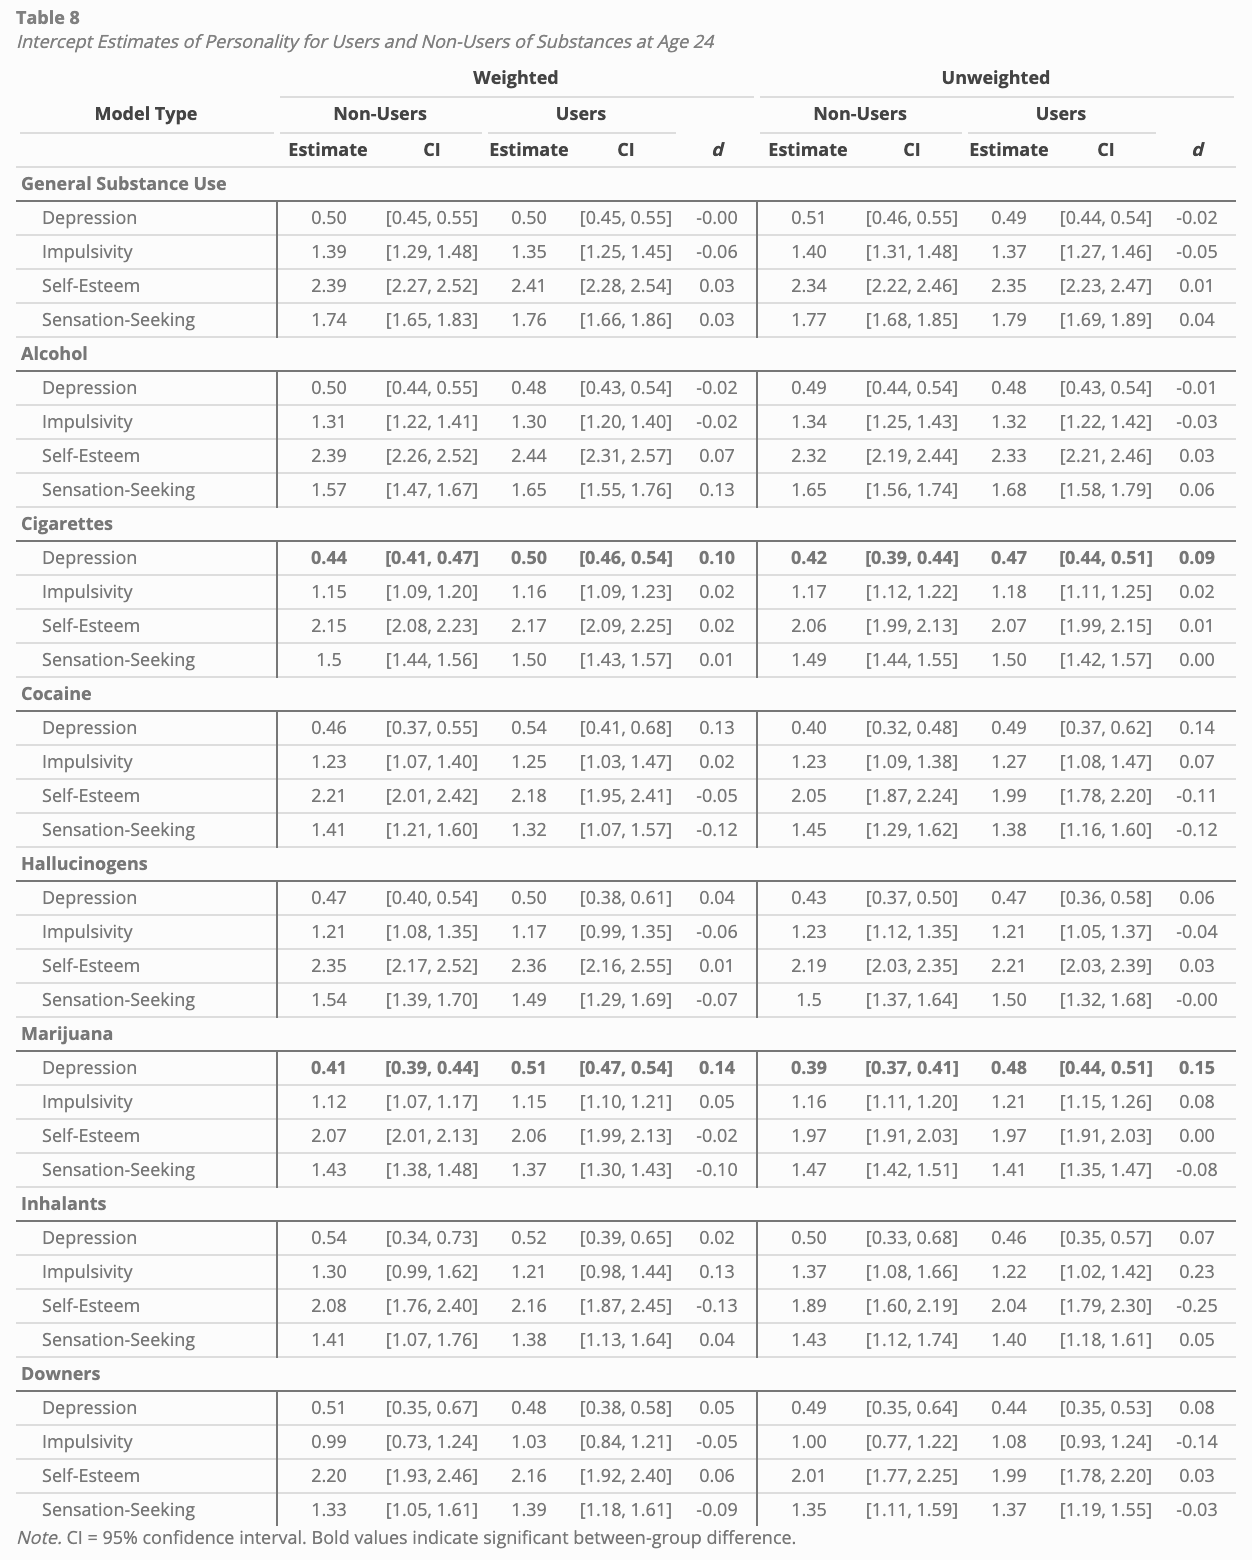 Table 8
Intercept Estimates of Personality for Users and Non-Users of Substances at Age 24
Weighted Unweighted
Model Type Non-Users Users Non-Users Users
Estimate CI Estimate CI d Estimate CI Estimate CI d
General Substance Use
Depression 0.50 [0.45, 0.55] 0.50 [0.45, 0.55] -0.00 0.51 [0.46, 0.55] 0.49 [0.44, 0.54] -0.02
Impulsivity 1.39 [1.29, 1.48] 1.35 [1.25, 1.45] -0.06 1.40 [1.31, 1.48] 1.37 [1.27, 1.46] -0.05
Self-Esteem 2.39 [2.27, 2.52] 2.41 [2.28, 2.54] 0.03 2.34 [2.22, 2.46] 2.35 [2.23, 2.47] 0.01
Sensation-Seeking 1.74 [1.65, 1.83] 1.76 [1.66, 1.86] 0.03 1.77 [1.68, 1.85] 1.79 [1.69, 1.89] 0.04
Alcohol
Depression 0.50 [0.44, 0.55] 0.48 [0.43, 0.54] -0.02 0.49 [0.44, 0.54] 0.48 [0.43, 0.54] -0.01
Impulsivity 1.31 [1.22, 1.41] 1.30 [1.20, 1.40] -0.02 1.34 [1.25, 1.43] 1.32 [1.22, 1.42] -0.03
Self-Esteem 2.39 [2.26, 2.52] 2.44 [2.31, 2.57] 0.07 2.32 [2.19, 2.44] 2.33 [2.21, 2.46] 0.03
Sensation-Seeking 1.57 [1.47, 1.67] 1.65 [1.55, 1.76] 0.13 1.65 [1.56, 1.74] 1.68 [1.58, 1.79] 0.06
Cigarettes
Depression 0.44 [0.41, 0.47] 0.50 [0.46, 0.54] 0.10 0.42 [0.39, 0.44] 0.47 [0.44, 0.51] 0.09
Impulsivity 1.15 [1.09, 1.20] 1.16 [1.09, 1.23] 0.02 1.17 [1.12, 1.22] 1.18 [1.11, 1.25] 0.02
Self-Esteem 2.15 [2.08, 2.23] 2.17 [2.09, 2.25] 0.02 2.06 [1.99, 2.13] 2.07 [1.99, 2.15] 0.01
Sensation-Seeking 1.5 [1.44, 1.56] 1.50 [1.43, 1.57] 0.01 1.49 [1.44, 1.55] 1.50 [1.42, 1.57] 0.00
Cocaine
Depression 0.46 [0.37, 0.55] 0.54 [0.41, 0.68] 0.13 0.40 [0.32, 0.48] 0.49 [0.37, 0.62] 0.14
Impulsivity 1.23 [1.07, 1.40] 1.25 [1.03, 1.47] 0.02 1.23 [1.09, 1.38] 1.27 [1.08, 1.47] 0.07
Self-Esteem 2.21 [2.01, 2.42] 2.18 [1.95, 2.41] -0.05 2.05 [1.87, 2.24] 1.99 [1.78, 2.20] -0.11
Sensation-Seeking 1.41 [1.21, 1.60] 1.32 [1.07, 1.57] -0.12 1.45 [1.29, 1.62] 1.38 [1.16, 1.60] -0.12
Hallucinogens
Depression 0.47 [0.40, 0.54] 0.50 [0.38, 0.61] 0.04 0.43 [0.37, 0.50] 0.47 [0.36, 0.58] 0.06
Impulsivity 1.21 [1.08, 1.35] 1.17 [0.99, 1.35] -0.06 1.23 [1.12, 1.35] 1.21 [1.05, 1.37] -0.04
Self-Esteem 2.35 [2.17, 2.52] 2.36 [2.16, 2.55] 0.01 2.19 [2.03, 2.35] 2.21 [2.03, 2.39] 0.03
Sensation-Seeking 1.54 [1.39, 1.70] 1.49 [1.29, 1.69] -0.07 1.5 [1.37, 1.64] 1.50 [1.32, 1.68] -0.00
Marijuana
Depression 0.41 [0.39, 0.44] 0.51 [0.47, 0.54] 0.14 0.39 [0.37, 0.41] 0.48 [0.44, 0.51] 0.15
Impulsivity 1.12 [1.07, 1.17] 1.15 [1.10, 1.21] 0.05 1.16 [1.11, 1.20] 1.21 [1.15, 1.26] 0.08
Self-Esteem 2.07 [2.01, 2.13] 2.06 [1.99, 2.13] -0.02 1.97 [1.91, 2.03] 1.97 [1.91, 2.03] 0.00
Sensation-Seeking 1.43 [1.38, 1.48] 1.37 [1.30, 1.43] -0.10 1.47 [1.42, 1.51] 1.41 [1.35, 1.47] -0.08
Inhalants
Depression 0.54 [0.34, 0.73] 0.52 [0.39, 0.65] 0.02 0.50 [0.33, 0.68] 0.46 [0.35, 0.57] 0.07
Impulsivity 1.30 [0.99, 1.62] 1.21 [0.98, 1.44] 0.13 1.37 [1.08, 1.66] 1.22 [1.02, 1.42] 0.23
Self-Esteem 2.08 [1.76, 2.40] 2.16 [1.87, 2.45] -0.13 1.89 [1.60, 2.19] 2.04 [1.79, 2.30] -0.25
Sensation-Seeking 1.41 [1.07, 1.76] 1.38 [1.13, 1.64] 0.04 1.43 [1.12, 1.74] 1.40 [1.18, 1.61] 0.05
Downers
Depression 0.51 [0.35, 0.67] 0.48 [0.38, 0.58] 0.05 0.49 [0.35, 0.64] 0.44 [0.35, 0.53] 0.08
Impulsivity 0.99 [0.73, 1.24] 1.03 [0.84, 1.21] -0.05 1.00 [0.77, 1.22] 1.08 [0.93, 1.24] -0.14
Self-Esteem 2.20 [1.93, 2.46] 2.16 [1.92, 2.40] 0.06 2.01 [1.77, 2.25] 1.99 [1.78, 2.20] 0.03
Sensation-Seeking 1.33 [1.05, 1.61] 1.39 [1.18, 1.61] -0.09 1.35 [1.11, 1.59] 1.37 [1.19, 1.55] -0.03
Note. CI = 95% confidence interval. Bold values indicate significant between-group difference.